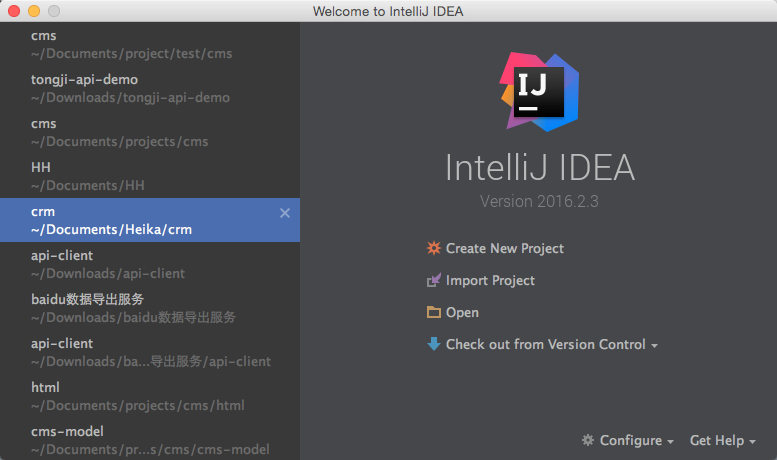 Welcome to IntelliJ IDEA
cms
~/Documents/project/test/cms
tongji-api-demo
~/Downloads/tongji-api-demo
cms
~/Documents/projects/cms
HH
~/Documents/HH
crm
~/Documents/Heika/crm
api-client
~/Downloads/api-client
baidu数据导出服务
~/Downloads/baidu数据导出服务
api-client
~/Downloads/ba...导出服务/api-client
html
~/Documents/projects/cms/html
cms-model
~/Documents/pr...s/cms/cms-model
IJ
IntelliJ IDEA
Version 2016.2.3
Create New Project
Import Project
Open
Check out from Version Control
Configure
Get Help